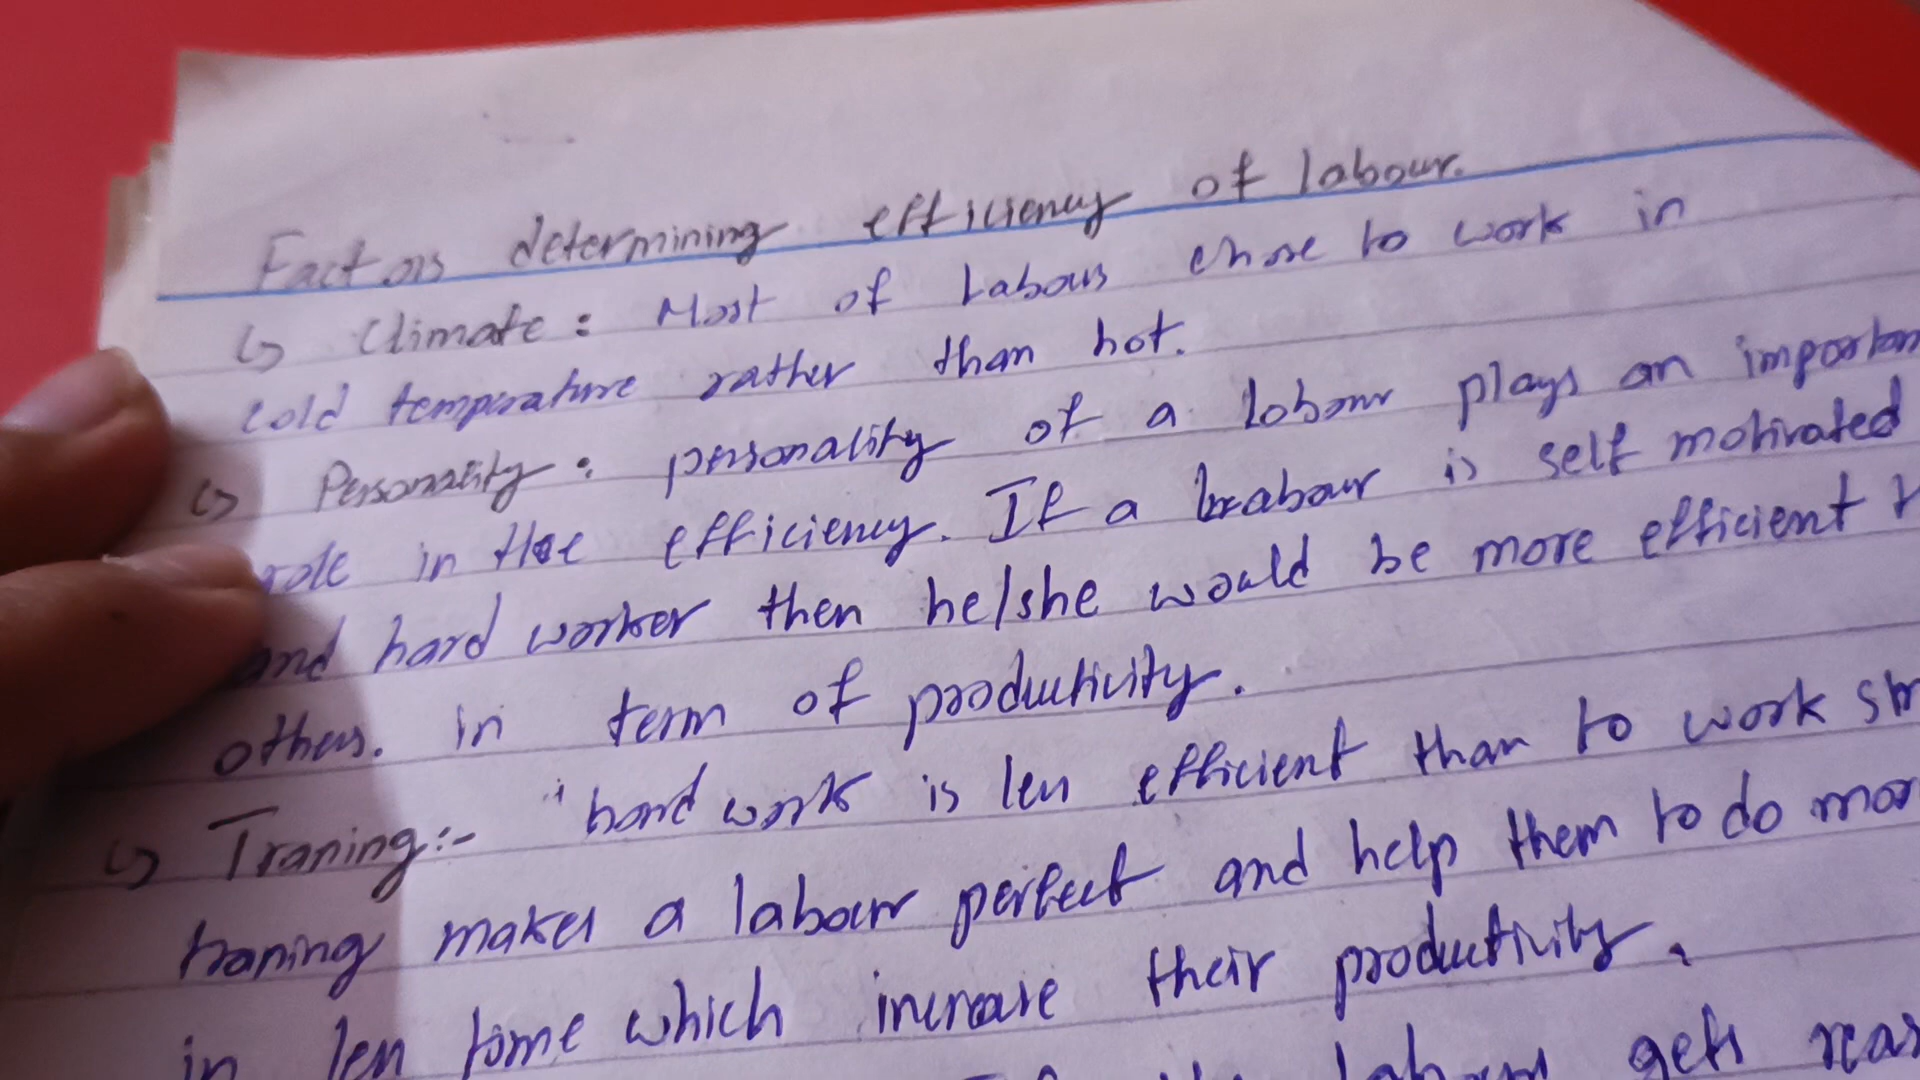 Factors determining efficiency of labour.
↳ Climate: Most of Labours chose to work in
cold temperature rather than hot.
↳ Personality: personality of a labour plays an importan
role in the efficiency. If a labour is self motivated
and hard worker then he/she would be more efficient
others. in term of productivity.
↳ Traning:- hard work is less efficient than to work
traning makes a labour perfect and help them to do mor
in less time which increase their productivity.
labour gets